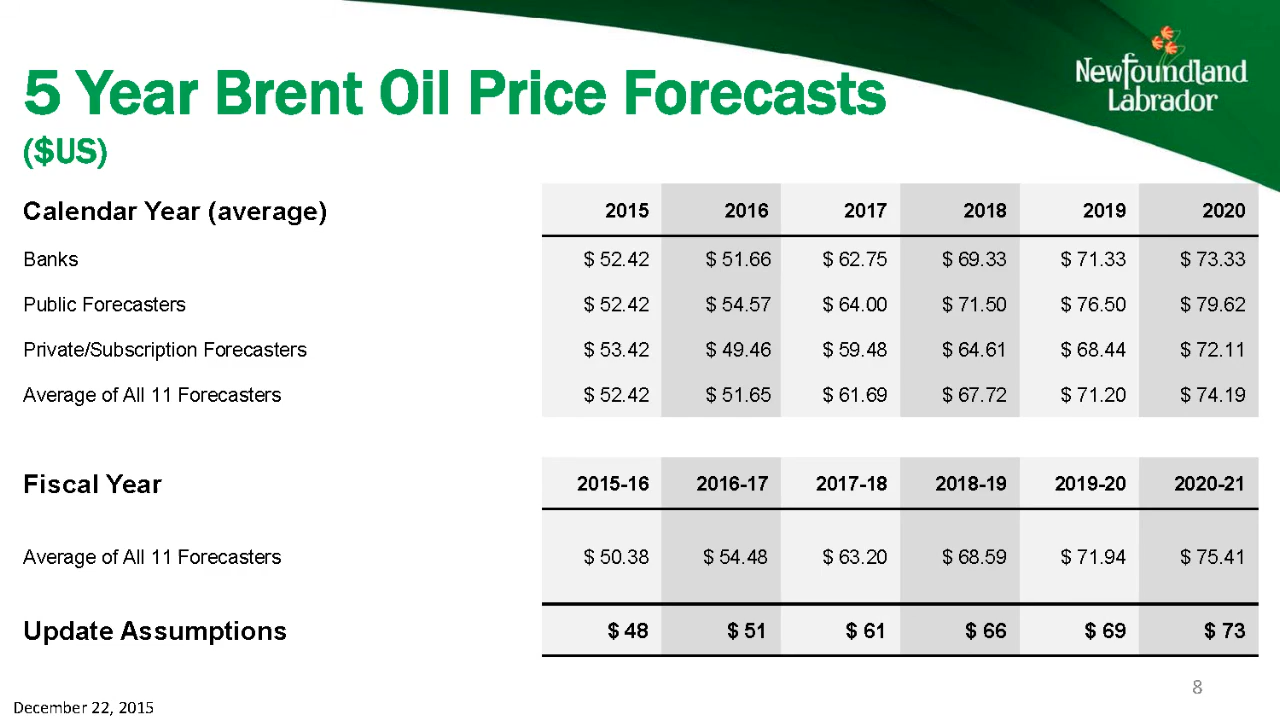 Newfoundland
Labrador
5 Year Brent Oil Price Forecasts
($US)
Calendar Year (average) 2015 2016 2017 2018 2019 2020
Banks $ 52.42 $ 51.66 $ 62.75 $ 69.33 $ 71.33 $ 73.33
Public Forecasters $ 52.42 $ 54.57 $ 64.00 $ 71.50 $ 76.50 $ 79.62
Private/Subscription Forecasters $ 53.42 $ 49.46 $ 59.48 $ 64.61 $ 68.44 $ 72.11
Average of All 11 Forecasters $ 52.42 $ 51.65 $ 61.69 $ 67.72 $ 71.20 $ 74.19
Fiscal Year 2015-16 2016-17 2017-18 2018-19 2019-20 2020-21
Average of All 11 Forecasters $ 50.38 $ 54.48 $ 63.20 $ 68.59 $ 71.94 $ 75.41
Update Assumptions $ 48 $ 51 $ 61 $ 66 $ 69 $ 73
8
December 22, 2015